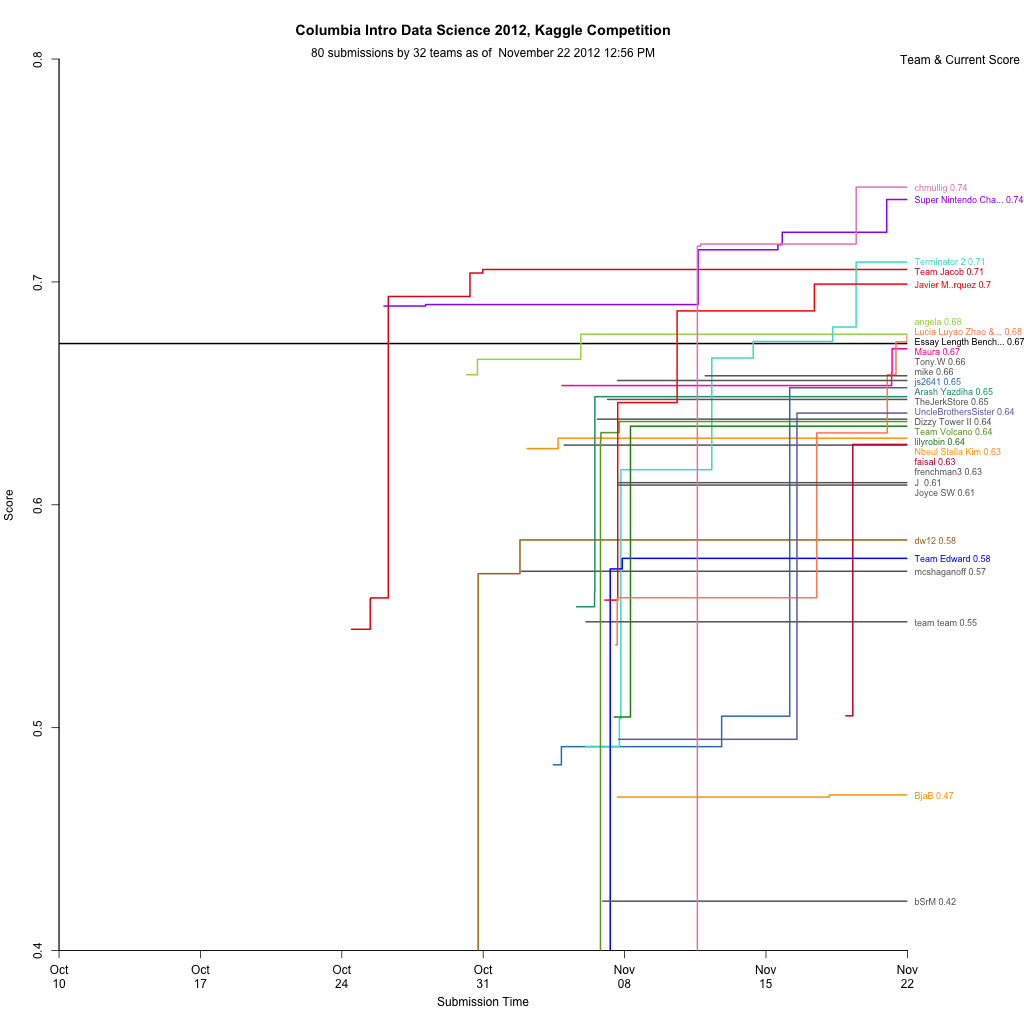 Columbia Intro Data Science 2012, Kaggle Competition
80 submissions by 32 teams as of  November 22 2012 12:56 PM
Team & Current Score
0.8
chmullig 0.74
Super Nintendo Cha... 0.74
Terminator 2 0.71
Team Jacob 0.71
0.7
Javier M..rquez 0.7
angela 0.68
Lucia Luyao Zhao &... 0.68
Essay Length Bench... 0.67
Maura 0.67
Tony.W 0.66
mike 0.66
js2641 0.65
Arash Yazdiha 0.65
TheJerkStore 0.65
UncleBrothersSister 0.64
Dizzy Tower II 0.64
Team Volcano 0.64
lilyrobin 0.64
Nbeul Stella Kim 0.63
faisal 0.63
frenchman3 0.63
J  0.61
Joyce SW 0.61
Score
0.6
dw12 0.58
Team Edward 0.58
mcshaganoff 0.57
team team 0.55
0.5
BjaB 0.47
bSrM 0.42
0.4
Oct Oct Oct Oct Nov Nov Nov
10 17 24 31 08 15 22
Submission Time